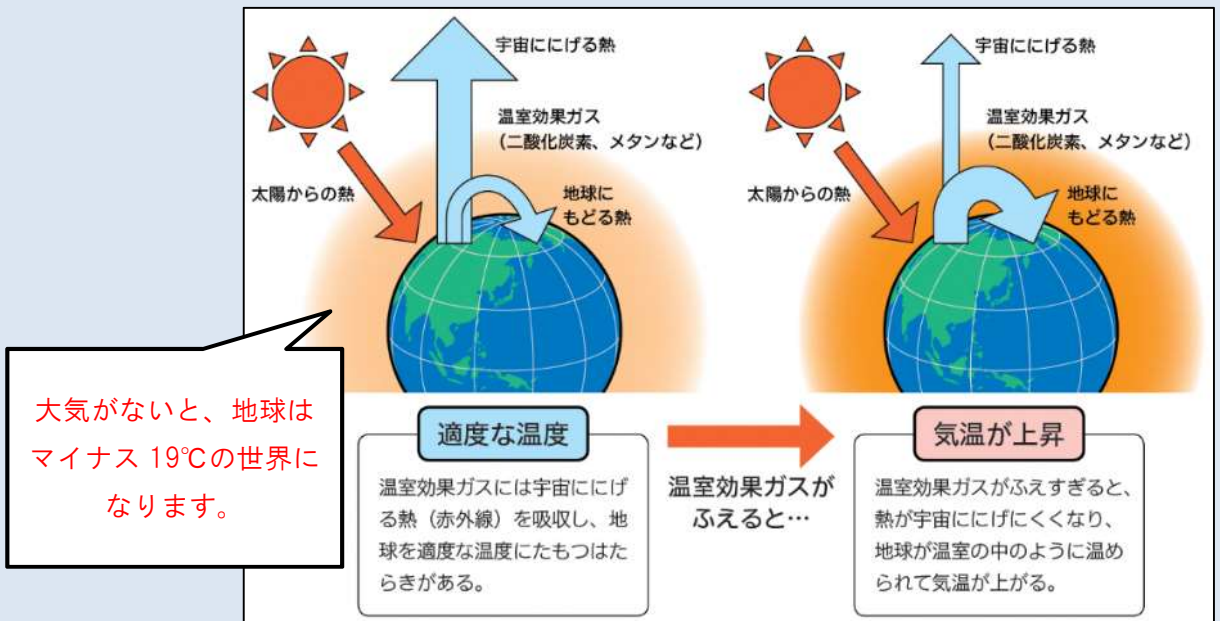 宇宙ににげる熱
温室効果ガス
(二酸化炭素、メタンなど)
太陽からの熱
地球に
もどる熱
宇宙ににげる熱
温室効果ガス
(二酸化炭素、メタンなど)
太陽からの熱
地球に
もどる熱
大気がないと、地球は
マイナス 19℃の世界に
なります。
適度な温度
温室効果ガスには宇宙ににげ
る熱（赤外線）を吸収し、地
球を適度な温度にたもつはた
らきがある。
温室効果ガスが
ふえると…
気温が上昇
温室効果ガスがふえすぎると、
熱が宇宙ににげにくくなり、
地球が温室の中のように温め
られて気温が上がる。